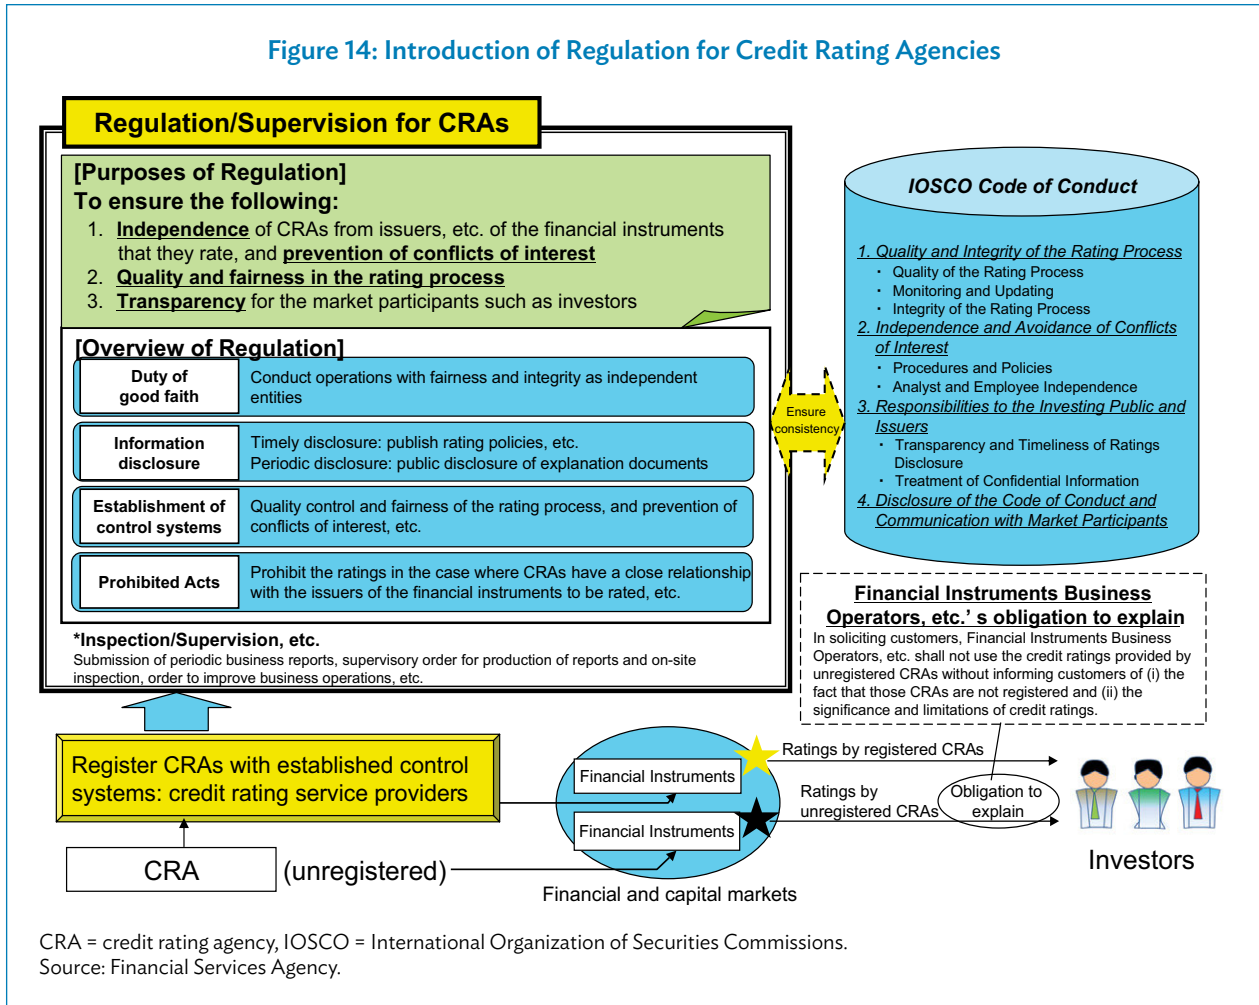 Figure 14: Introduction of Regulation for Credit Rating Agencies
Regulation/Supervision for CRAs
[Purposes of Regulation]
To ensure the following:
1. Independence of CRAs from issuers, etc. of the financial instruments
that they rate, and prevention of conflicts of interest
2. Quality and fairness in the rating process
3. Transparency for the market participants such as investors
[Overview of Regulation]
Duty of
good faith
Conduct operations with fairness and integrity as independent
entities
Information
disclosure
Timely disclosure: publish rating policies, etc.
Periodic disclosure: public disclosure of explanation documents
Establishment of
control systems
Quality control and fairness of the rating process, and prevention of
conflicts of interest, etc.
Prohibited Acts
Prohibit the ratings in the case where CRAs have a close relationship
with the issuers of the financial instruments to be rated, etc.
*Inspection/Supervision, etc.
Submission of periodic business reports, supervisory order for production of reports and on-site
inspection, order to improve business operations, etc.
Ensure
consistency
IOSCO Code of Conduct
1. Quality and Integrity of the Rating Process
・ Quality of the Rating Process
・ Monitoring and Updating
・ Integrity of the Rating Process
2. Independence and Avoidance of Conflicts
of Interest
・ Procedures and Policies
・ Analyst and Employee Independence
3. Responsibilities to the Investing Public and
Issuers
・ Transparency and Timeliness of Ratings
Disclosure
・ Treatment of Confidential Information
4. Disclosure of the Code of Conduct and
Communication with Market Participants
Financial Instruments Business
Operators, etc.' s obligation to explain
In soliciting customers, Financial Instruments Business
Operators, etc. shall not use the credit ratings provided by
unregistered CRAs without informing customers of (i) the
fact that those CRAs are not registered and (ii) the
significance and limitations of credit ratings.
Register CRAs with established control
systems: credit rating service providers
CRA
(unregistered)
Financial Instruments
Financial Instruments
Financial and capital markets
Ratings by registered CRAs
Ratings by
unregistered CRAs
Obligation to
explain
Investors
CRA = credit rating agency, IOSCO = International Organization of Securities Commissions.
Source: Financial Services Agency.